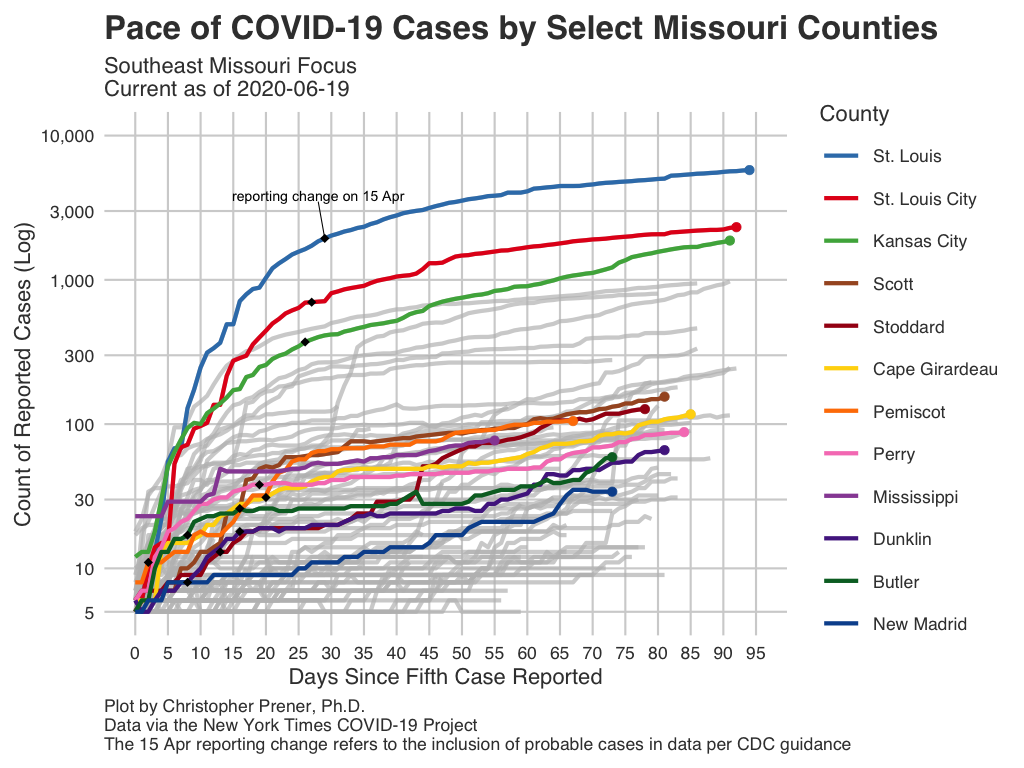 Pace of COVID-19 Cases by Select Missouri Counties
Southeast Missouri Focus
Current as of 2020-06-19
County
St. Louis
St. Louis City
Kansas City
Scott
Stoddard
Cape Girardeau
Pemiscot
Perry
Mississippi
Dunklin
Butler
New Madrid
Count of Reported Cases (Log)
10,000
3,000
1,000
300
100
30
10
5
reporting change on 15 Apr
0 5 10 15 20 25 30 35 40 45 50 55 60 65 70 75 80 85 90 95
Days Since Fifth Case Reported
Plot by Christopher Prener, Ph.D.
Data via the New York Times COVID-19 Project
The 15 Apr reporting change refers to the inclusion of probable cases in data per CDC guidance